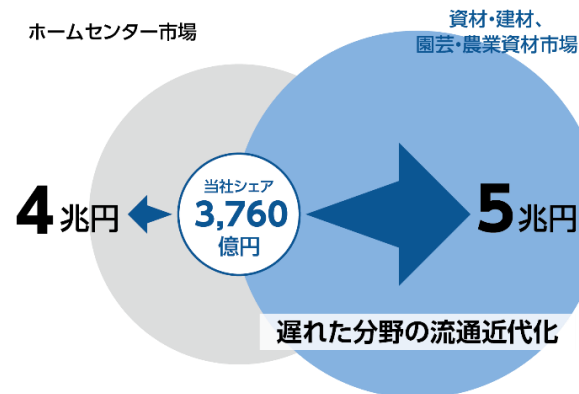 ホームセンター市場
資材・建材、
園芸・農業資材市場
4兆円
当社シェア
3,760
億円
5兆円
遅れた分野の流通近代化